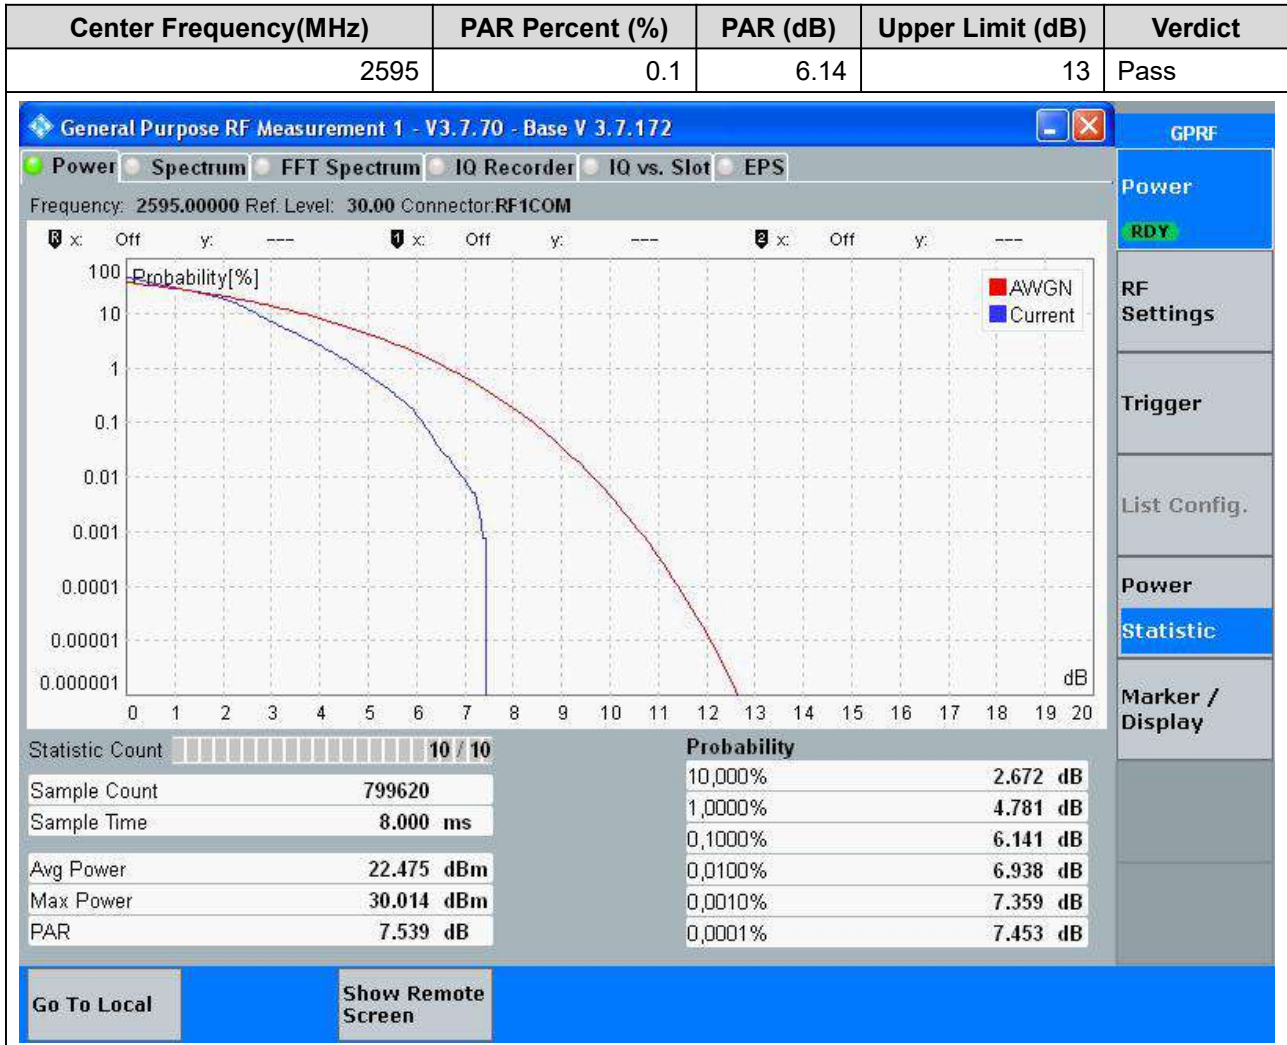 Center Frequency(MHz) PAR Percent (%) PAR (dB) Upper Limit (dB) Verdict
2595 0.1 6.14 13 Pass
General Purpose RF Measurement 1 - V3.7.70 - Base V 3.7.172
GPRF
Power Spectrum FFT Spectrum IQ Recorder IQ vs. Slot EPS
Power
RDY
Frequency: 2595.00000 Ref. Level: 30.00 Connector:RF1COM
R x: Off y: --- 1 x: Off y: --- 2 x: Off y: ---
Probability[%]
AWGN
Current
100
10
1
0.1
0.01
0.001
0.0001
0.00001
0.000001
dB
0 1 2 3 4 5 6 7 8 9 10 11 12 13 14 15 16 17 18 19 20
RF
Settings
Trigger
List Config.
Power
Statistic
Marker /
Display
Statistic Count 10 / 10
Sample Count 799620
Sample Time 8.000 ms
Avg Power 22.475 dBm
Max Power 30.014 dBm
PAR 7.539 dB
Probability
10,000% 2.672 dB
1,0000% 4.781 dB
0,1000% 6.141 dB
0,0100% 6.938 dB
0,0010% 7.359 dB
0,0001% 7.453 dB
Go To Local
Show Remote
Screen